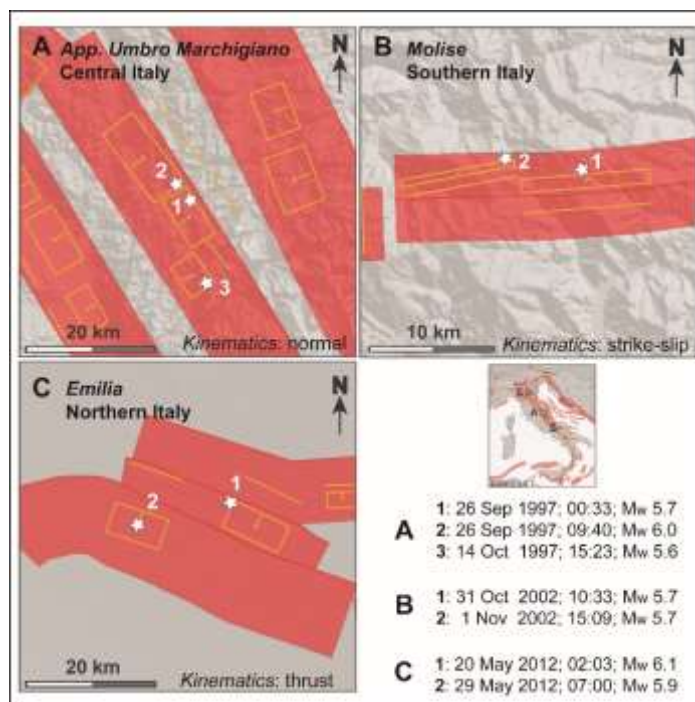 A App. Umbro Marchigiano
Central Italy
N
2
1
3
20 km
Kinematics: normal
B Molise
Southern Italy
N
2
1
10 km
Kinematics: strike-slip
C Emilia
Northern Italy
N
1
2
20 km
Kinematics: thrust
A
1: 26 Sep 1997; 00:33; Mw 5.7
2: 26 Sep 1997; 09:40; Mw 6.0
3: 14 Oct 1997; 15:23; Mw 5.6
B
1: 31 Oct 2002; 10:33; Mw 5.7
2: 1 Nov 2002; 15:09; Mw 5.7
C
1: 20 May 2012; 02:03; Mw 6.1
2: 29 May 2012; 07:00; Mw 5.9